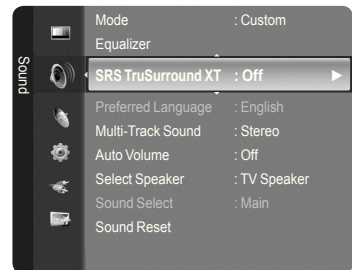 Sound
Mode : Custom
Equalizer
SRS TruSurround XT : Off
Preferred Language : English
Multi-Track Sound : Stereo
Auto Volume : Off
Select Speaker : TV Speaker
Sound Select : Main
Sound Reset